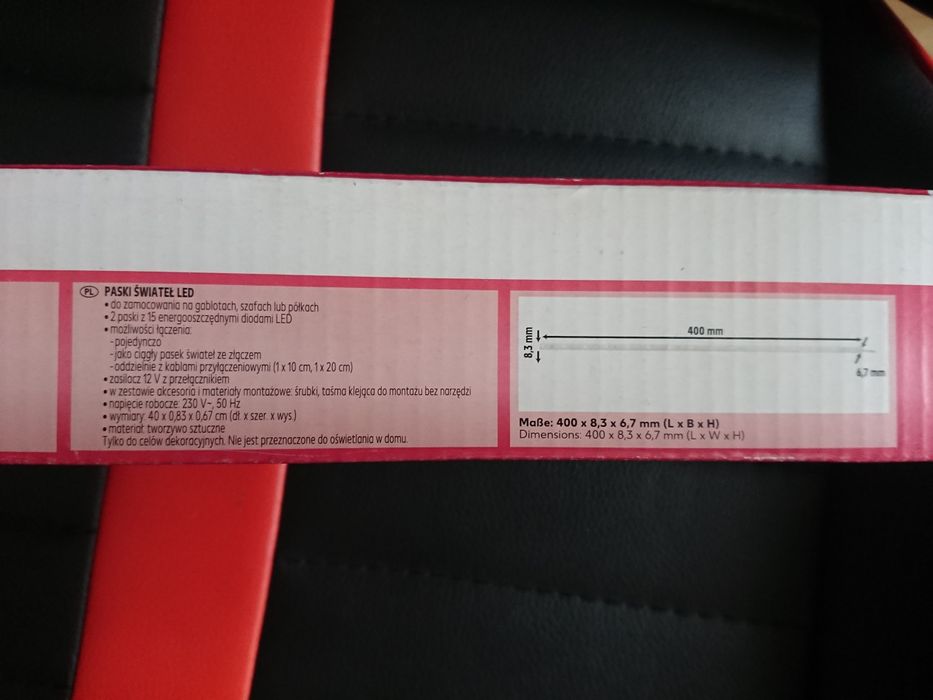 PL PASKI ŚWIATEŁ LED
• do zamocowania na gablotach, szafach lub półkach
• 2 paski z 15 energooszczędnymi diodami LED
• możliwości łączenia:
- pojedynczo
- jako ciągły pasek świateł ze złączem
- oddzielnie z kablami przyłączeniowymi (1 x 10 cm, 1 x 20 cm)
• zasilacz 12 V z przełącznikiem
• w zestawie akcesoria i materiały montażowe: śrubki, taśma klejąca do montażu bez narzędzi
• napięcie robocze: 230 V~, 50 Hz
• wymiary: 40 x 0,83 x 0,67 cm (dł. x szer. x wys.)
• materiał: tworzywo sztuczne
Tylko do celów dekoracyjnych. Nie jest przeznaczone do oświetlania w domu.
400 mm
8,3 mm
6,7 mm
Maße: 400 x 8,3 x 6,7 mm (L x B x H)
Dimensions: 400 x 8,3 x 6,7 mm (L x W x H)